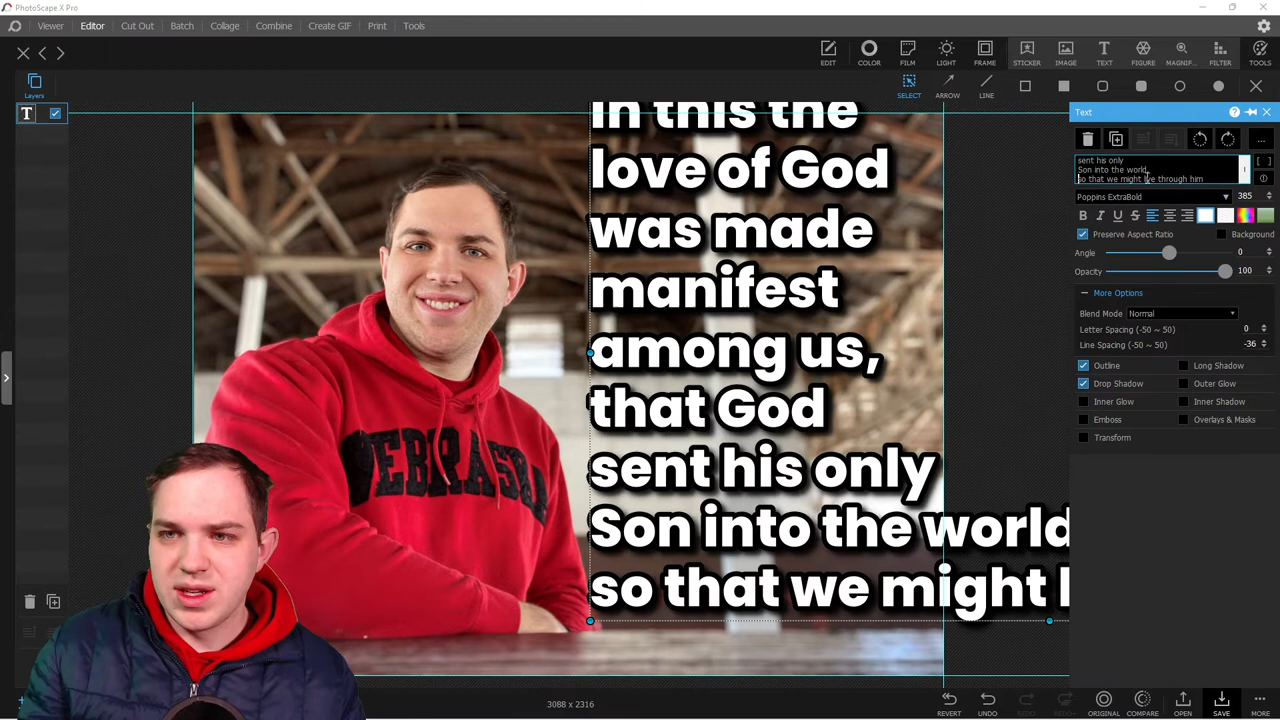 PhotoScape X Pro
Viewer Editor Cut Out Batch Collage Combine Create GIF Print Tools
EDIT COLOR FILM LIGHT FRAME STICKER IMAGE TEXT FIGURE MAGNIF... FILTER TOOLS
Layers
SELECT ARROW LINE
T
Text
...
sent his only
Son into the world,
so that we might live through him
Poppins ExtraBold 385
B I U S
Preserve Aspect Ratio Background
Angle 0
Opacity 100
More Options
Blend Mode Normal
Letter Spacing (-50 ~ 50) 0
Line Spacing (-50 ~ 50) -36
Outline Long Shadow
Drop Shadow Outer Glow
Inner Glow Inner Shadow
Emboss Overlays & Masks
Transform
In this the
love of God
was made
manifest
among us,
that God
sent his only
Son into the world
so that we might
NEBRASKA
3088 x 2316
REVERT UNDO REDO ORIGINAL COMPARE OPEN SAVE MORE